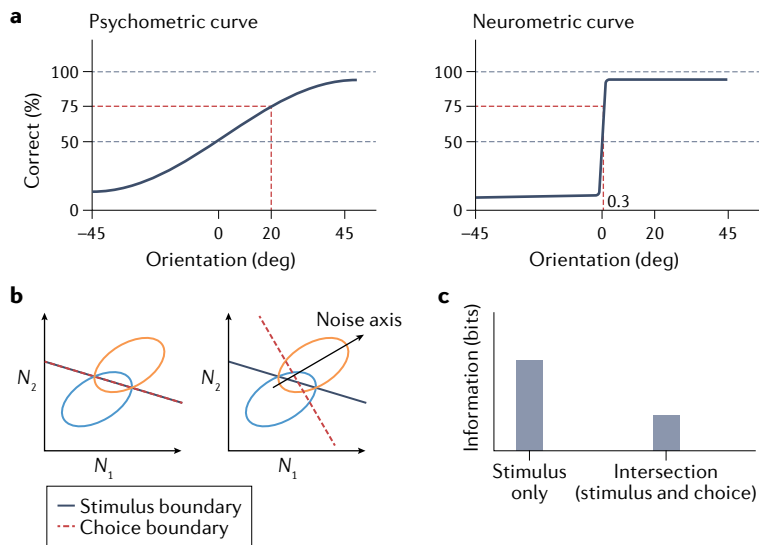 a
Psychometric curve
Neurometric curve
Correct (%)
100
75
50
0
−45
0
20
45
Orientation (deg)
100
75
50
0
0.3
−45
0
20
45
Orientation (deg)
b
N2
N1
Noise axis
N2
N1
Stimulus boundary
Choice boundary
c
Information (bits)
Stimulus
only
Intersection
(stimulus and choice)